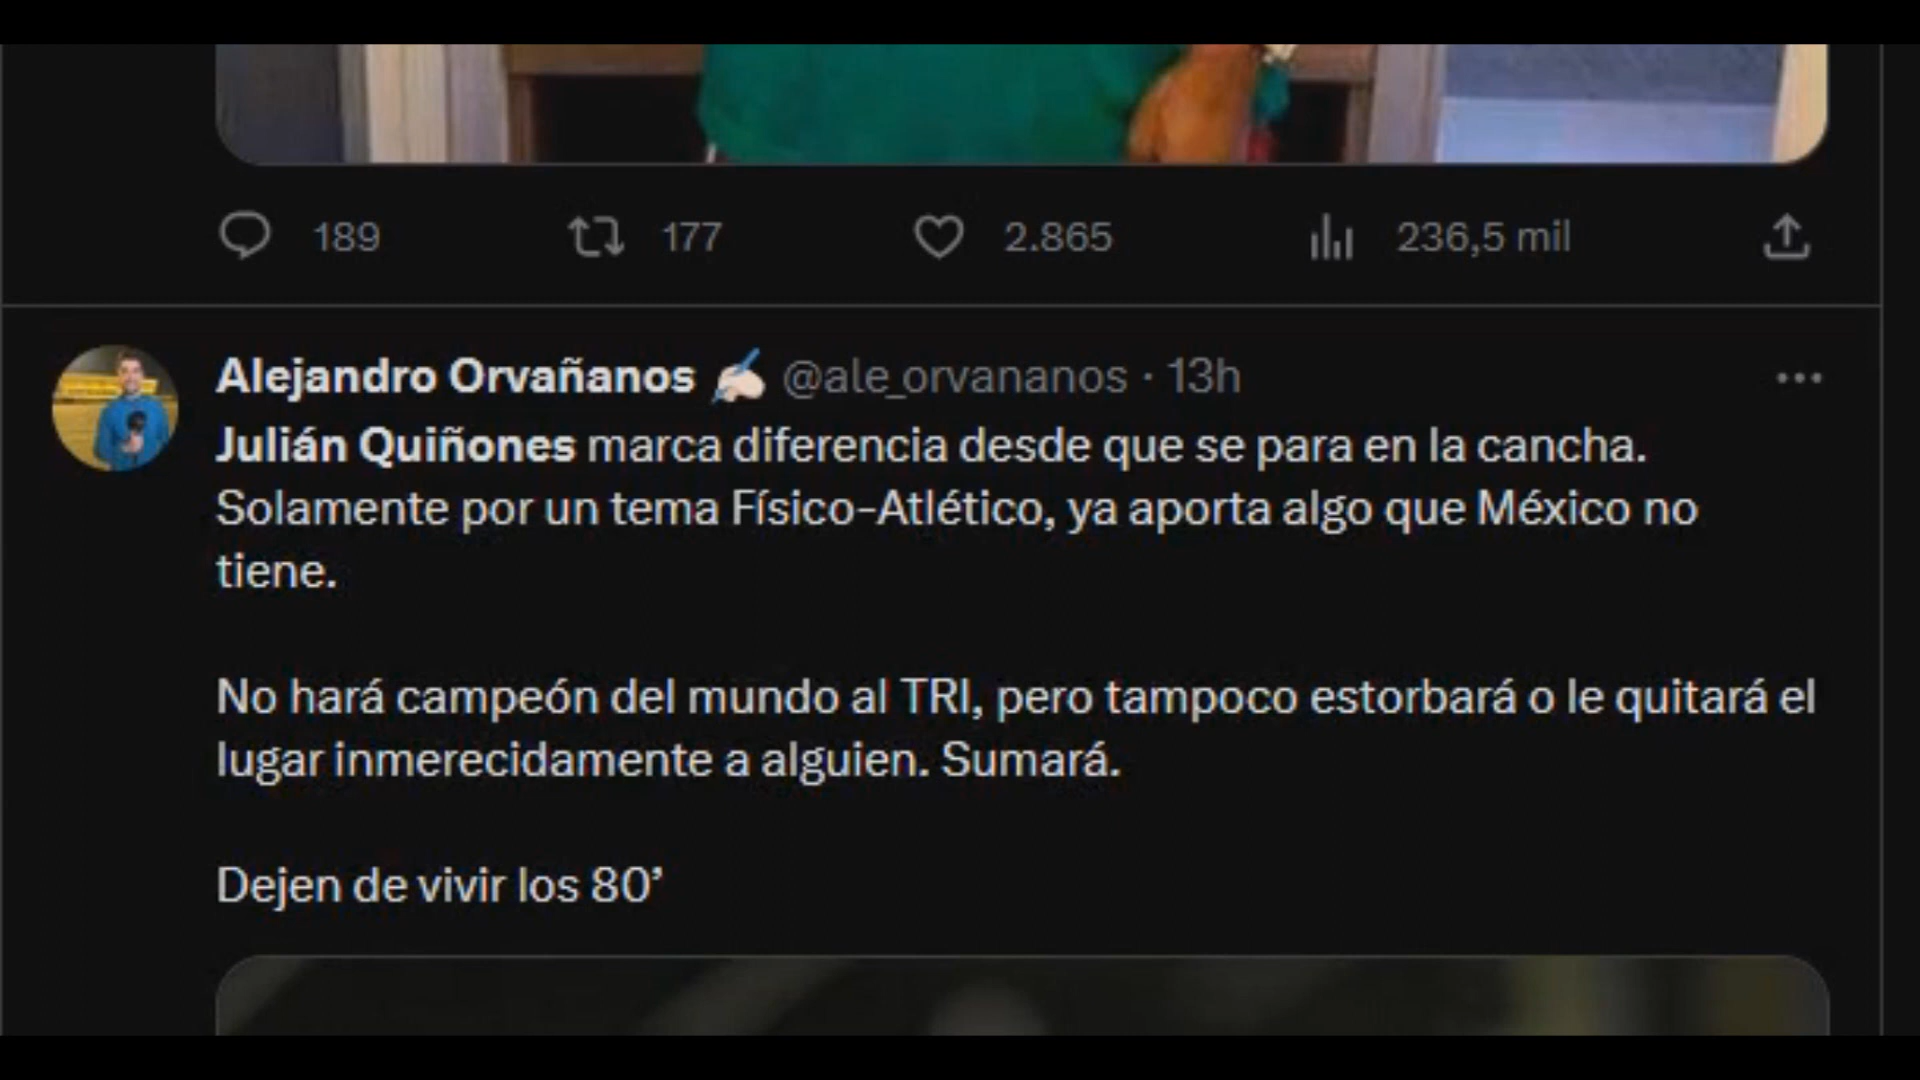 189 177 2.865 236,5 mil
Alejandro Orvañanos ✍🏻 @ale_orvananos · 13h
Julián Quiñones marca diferencia desde que se para en la cancha.
Solamente por un tema Físico-Atlético, ya aporta algo que México no
tiene.
No hará campeón del mundo al TRI, pero tampoco estorbará o le quitará el
lugar inmerecidamente a alguien. Sumará.
Dejen de vivir los 80’